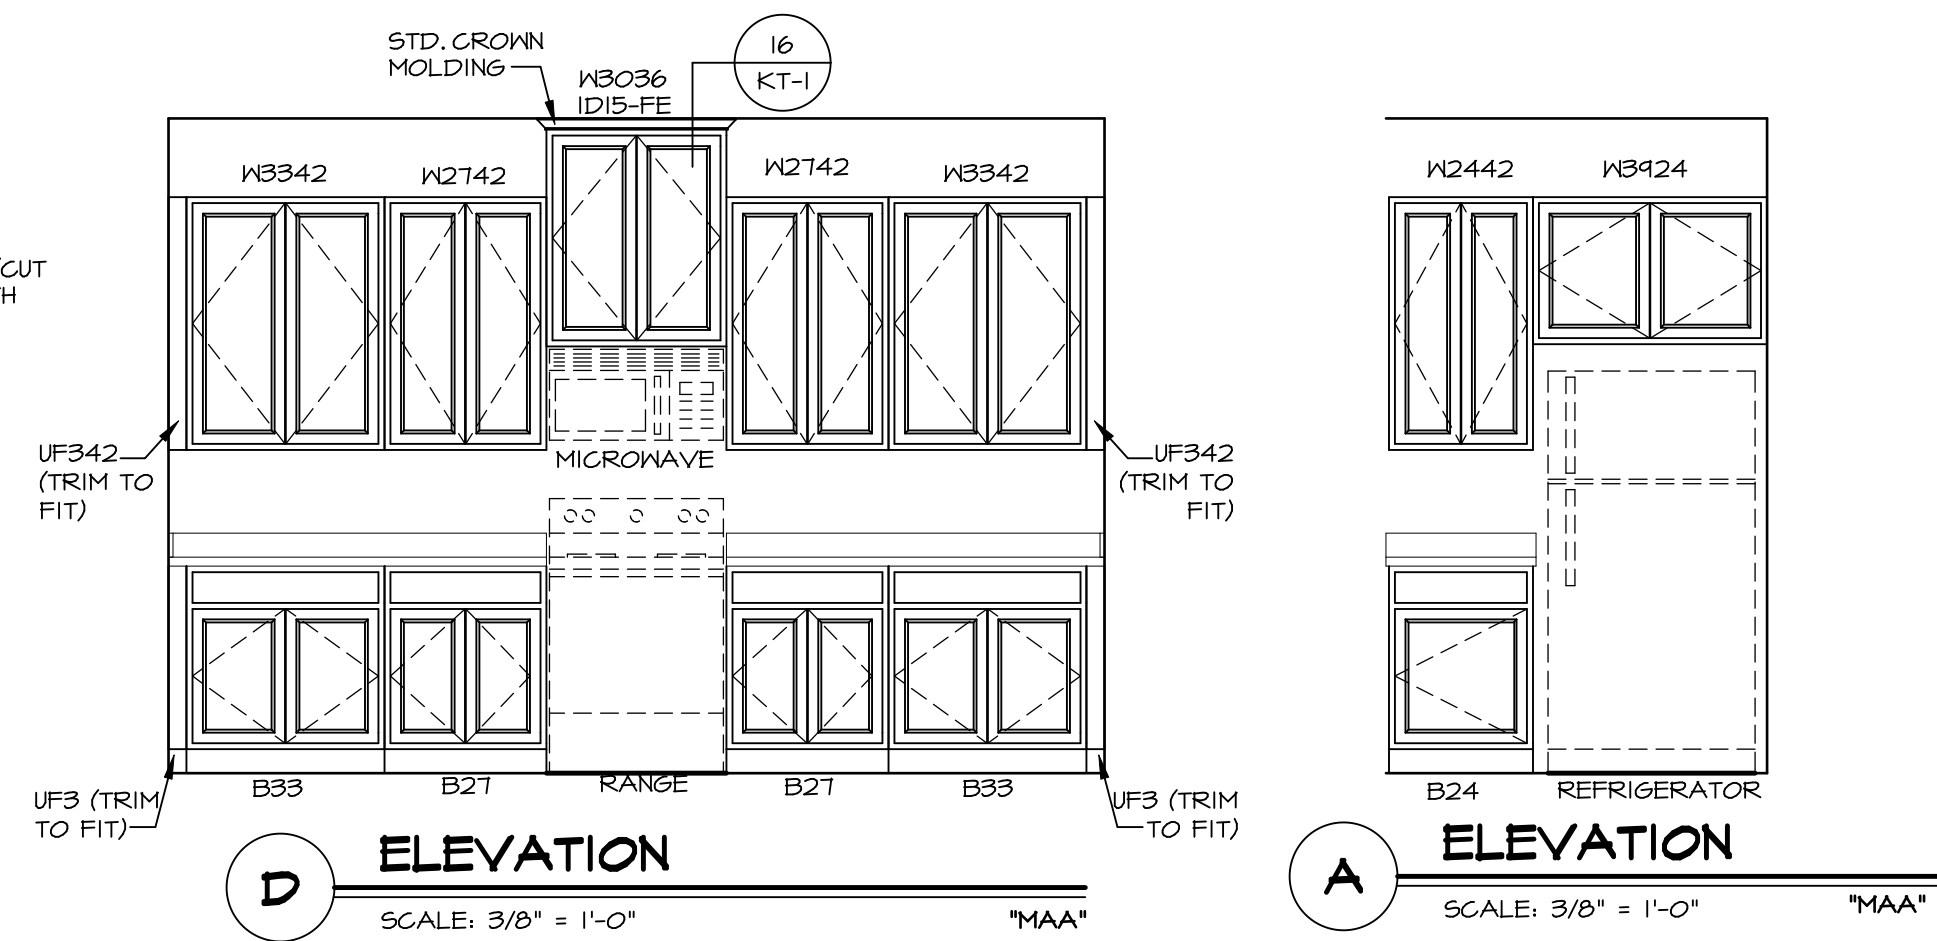 STD. CROWN
MOLDING
W3036
1D15-FE
16
KT-1
W3342
W2742
W2742
W3342
CUT
UF342
(TRIM TO
FIT)
MICROWAVE
UF342
(TRIM TO
FIT)
B33
B27
RANGE
B27
B33
UF3 (TRIM
TO FIT)
UF3 (TRIM
TO FIT)
D
ELEVATION
SCALE: 3/8" = 1'-0"
"MAA"
W2442
W3924
B24
REFRIGERATOR
A
ELEVATION
SCALE: 3/8" = 1'-0"
"MAA"